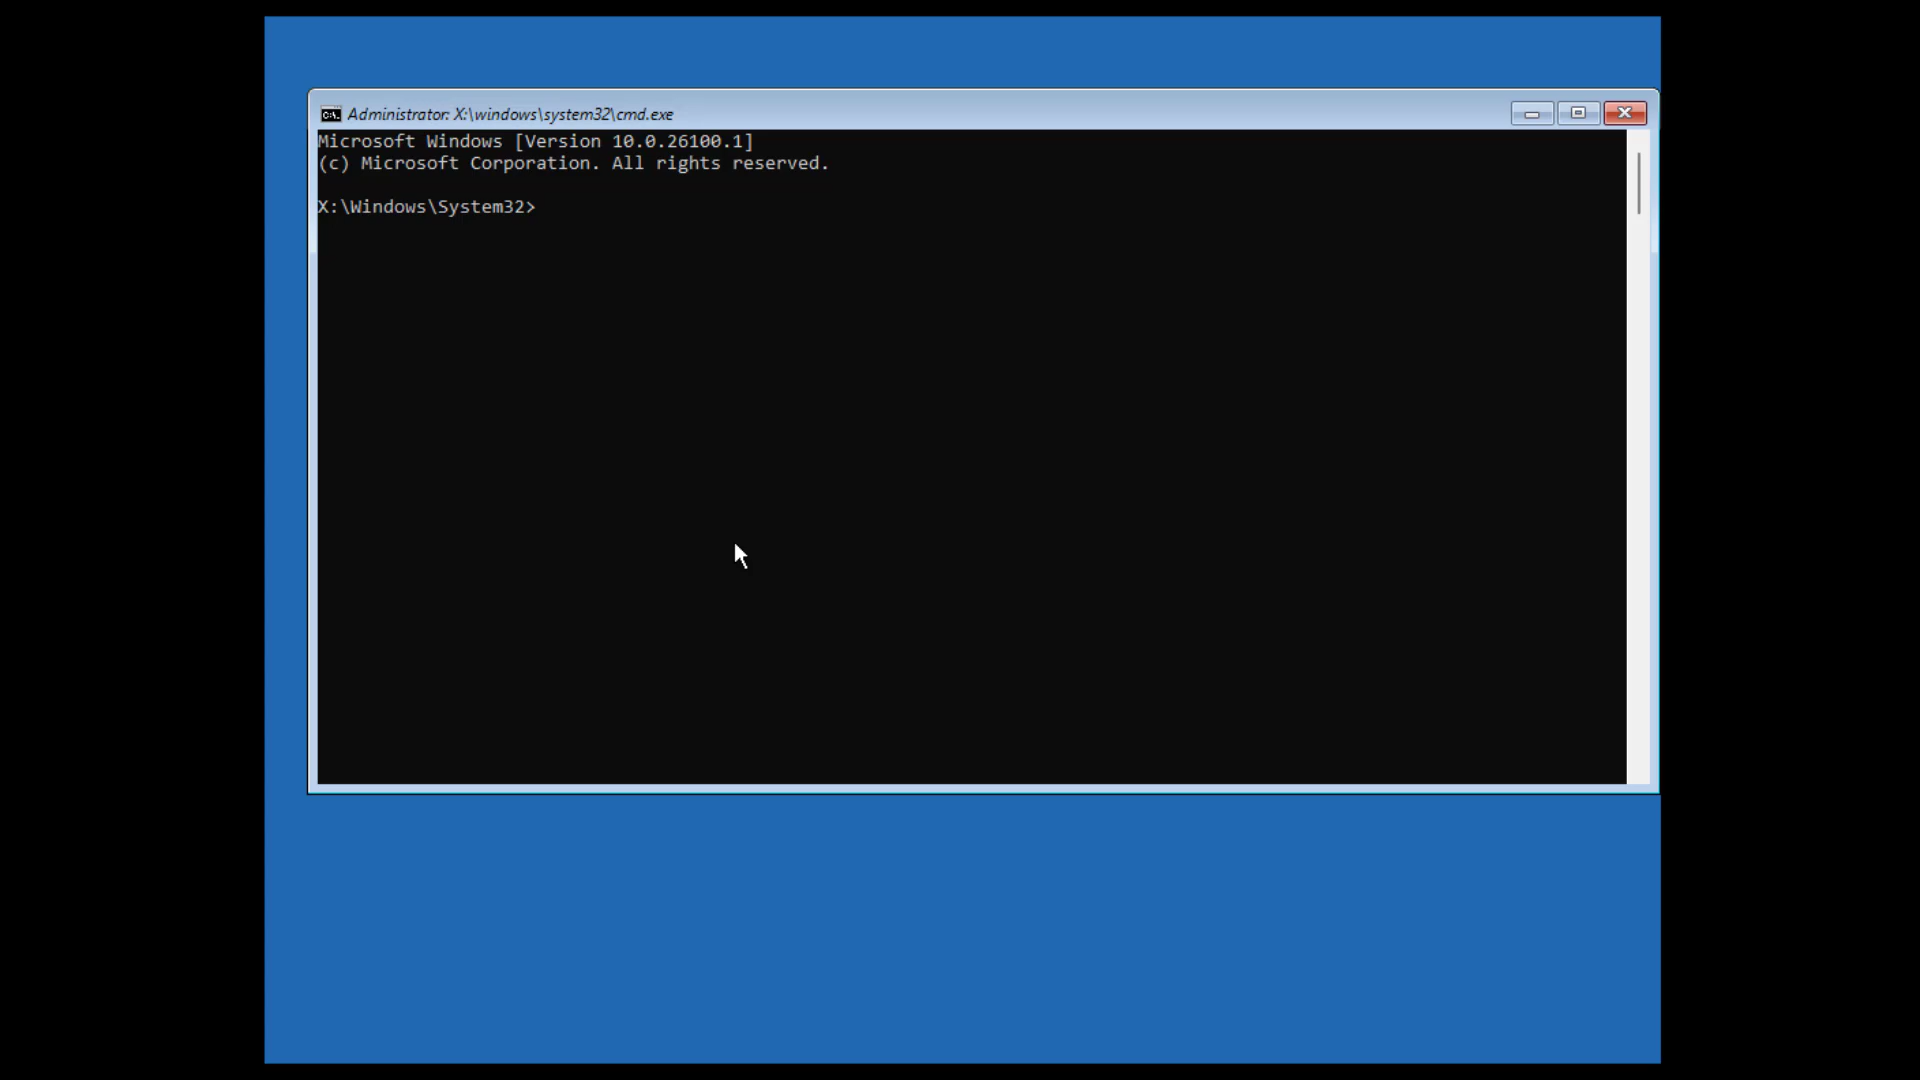 Administrator: X:\windows\system32\cmd.exe
Microsoft Windows [Version 10.0.26100.1]
(c) Microsoft Corporation. All rights reserved.
X:\Windows\System32>